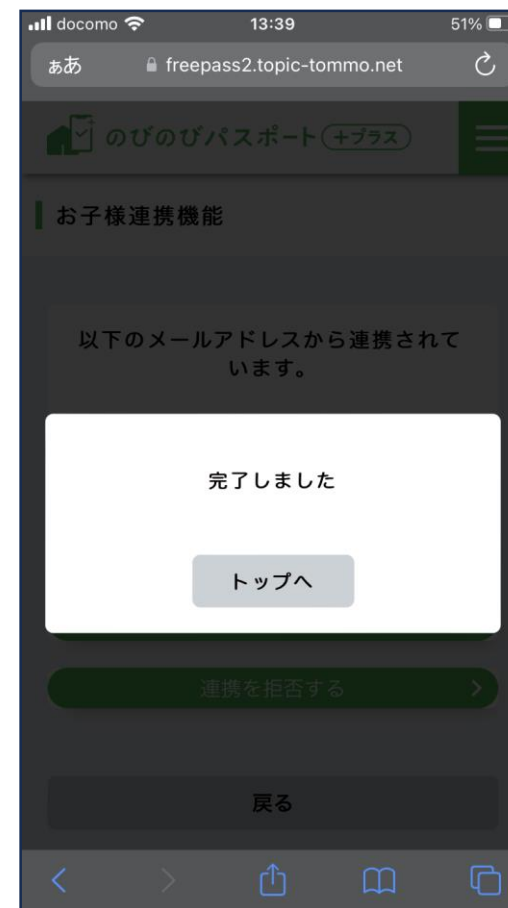 docomo 13:39 51%
ああ freepass2.topic-tommo.net
のびのびパスポート +プラス
お子様連携機能
以下のメールアドレスから連携されて
います。
完了しました
トップへ
連携を拒否する
戻る